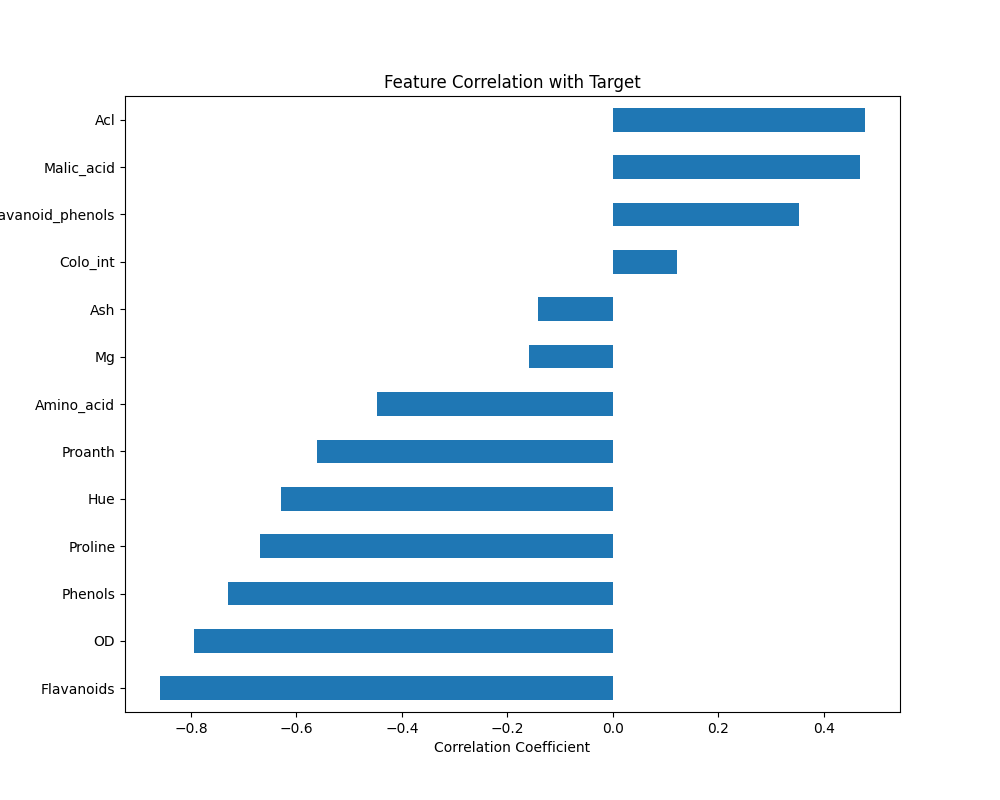 Feature Correlation with Target
Acl
Malic_acid
avanoid_phenols
Colo_int
Ash
Mg
Amino_acid
Proanth
Hue
Proline
Phenols
OD
Flavanoids
−0.8 −0.6 −0.4 −0.2 0.0 0.2 0.4
Correlation Coefficient